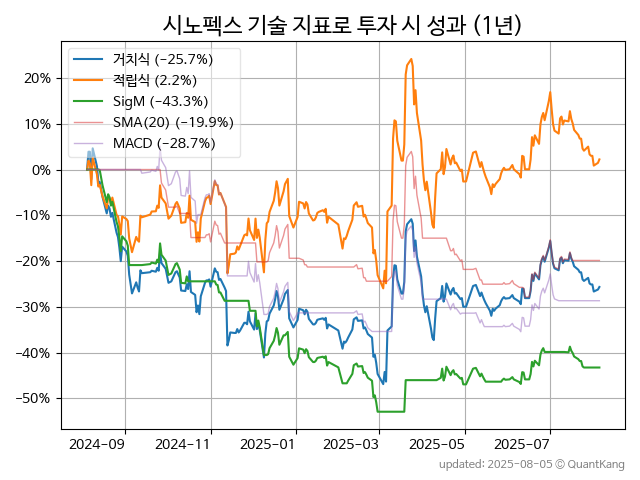 시노펙스 기술 지표로 투자 시 성과 (1년)
거치식 (−25.7%)
적립식 (2.2%)
SigM (−43.3%)
SMA(20) (−19.9%)
MACD (−28.7%)
20%
10%
0%
−10%
−20%
−30%
−40%
−50%
2024-09 2024-11 2025-01 2025-03 2025-05 2025-07
updated: 2025-08-05 © QuantKang